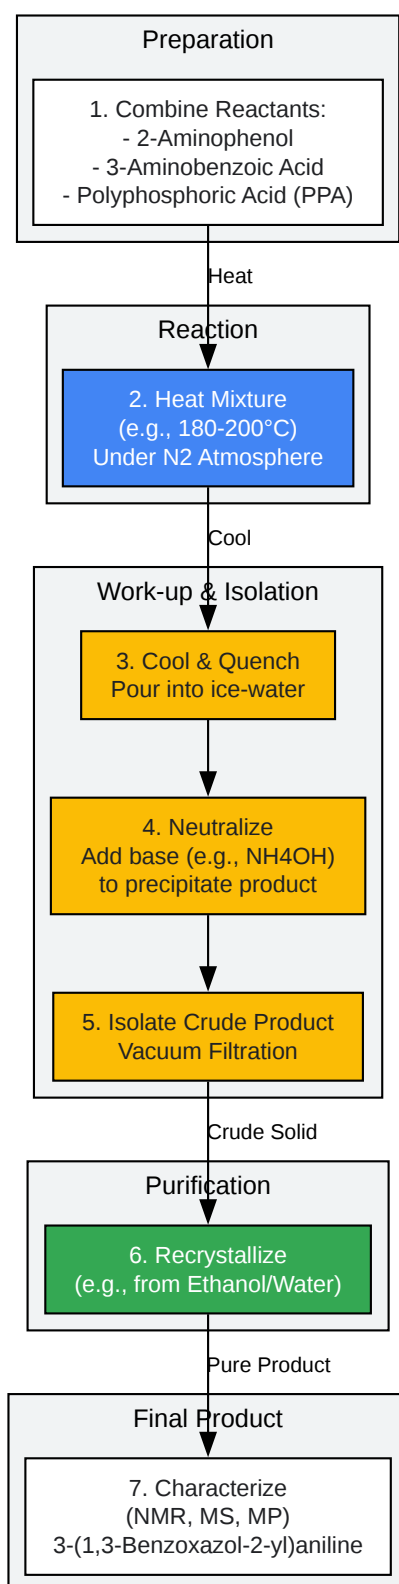 Preparation
1. Combine Reactants:
- 2-Aminophenol
- 3-Aminobenzoic Acid
- Polyphosphoric Acid (PPA)
Heat
Reaction
2. Heat Mixture
(e.g., 180-200°C)
Under N2 Atmosphere
Cool
Work-up & Isolation
3. Cool & Quench
Pour into ice-water
4. Neutralize
Add base (e.g., NH4OH)
to precipitate product
5. Isolate Crude Product
Vacuum Filtration
Crude Solid
Purification
6. Recrystallize
(e.g., from Ethanol/Water)
Pure Product
Final Product
7. Characterize
(NMR, MS, MP)
3-(1,3-Benzoxazol-2-yl)aniline